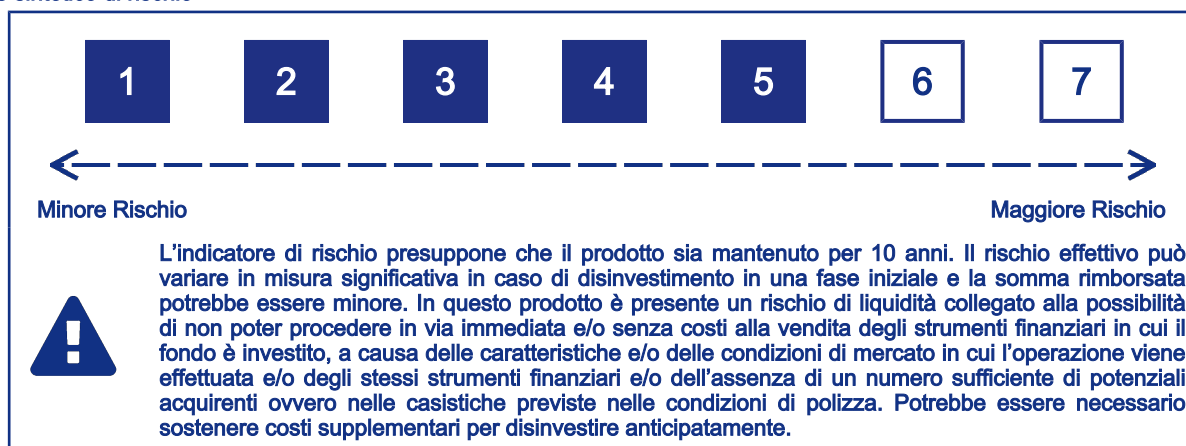 1 2 3 4 5 6 7
Minore Rischio Maggiore Rischio
L'indicatore di rischio presuppone che il prodotto sia mantenuto per 10 anni. Il rischio effettivo può
variare in misura significativa in caso di disinvestimento in una fase iniziale e la somma rimborsata
potrebbe essere minore. In questo prodotto è presente un rischio di liquidità collegato alla possibilità
di non poter procedere in via immediata e/o senza costi alla vendita degli strumenti finanziari in cui il
fondo è investito, a causa delle caratteristiche e/o delle condizioni di mercato in cui l'operazione viene
effettuata e/o degli stessi strumenti finanziari e/o dell'assenza di un numero sufficiente di potenziali
acquirenti ovvero nelle casistiche previste nelle condizioni di polizza. Potrebbe essere necessario
sostenere costi supplementari per disinvestire anticipatamente.